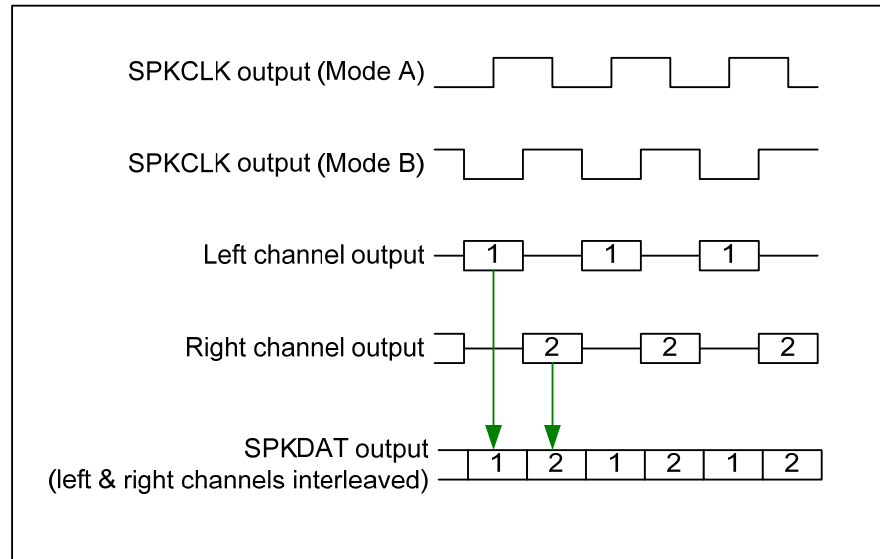 SPKCLK output (Mode A)
SPKCLK output (Mode B)
Left channel output
1 1 1
Right channel output
2 2 2
SPKDAT output
(left & right channels interleaved)
1 2 1 2 1 2